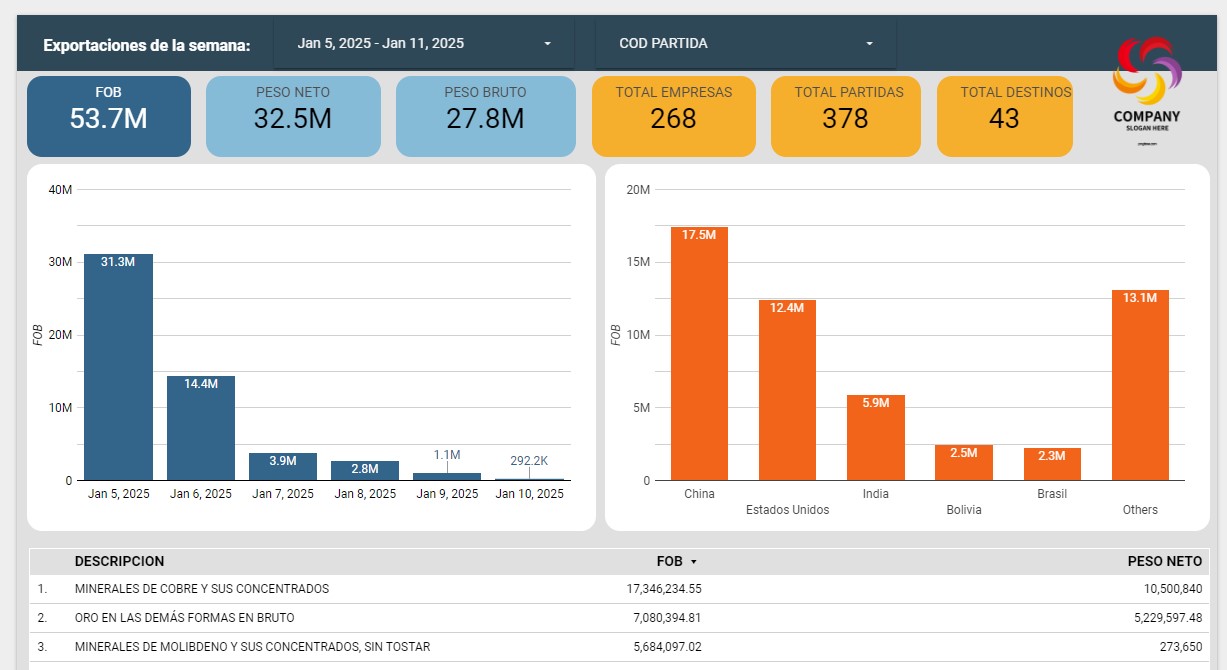 Exportaciones de la semana:
Jan 5, 2025 - Jan 11, 2025
COD PARTIDA
COMPANY
SLOGAN HERE
FOB
53.7M
PESO NETO
32.5M
PESO BRUTO
27.8M
TOTAL EMPRESAS
268
TOTAL PARTIDAS
378
TOTAL DESTINOS
43
FOB
40M
30M
20M
10M
0
31.3M
14.4M
3.9M
2.8M
1.1M
292.2K
Jan 5, 2025
Jan 6, 2025
Jan 7, 2025
Jan 8, 2025
Jan 9, 2025
Jan 10, 2025
FOB
20M
15M
10M
5M
0
17.5M
12.4M
5.9M
2.5M
2.3M
13.1M
China
Estados Unidos
India
Bolivia
Brasil
Others
DESCRIPCION FOB PESO NETO
1. MINERALES DE COBRE Y SUS CONCENTRADOS 17,346,234.55 10,500,840
2. ORO EN LAS DEMÁS FORMAS EN BRUTO 7,080,394.81 5,229,597.48
3. MINERALES DE MOLIBDENO Y SUS CONCENTRADOS, SIN TOSTAR 5,684,097.02 273,650